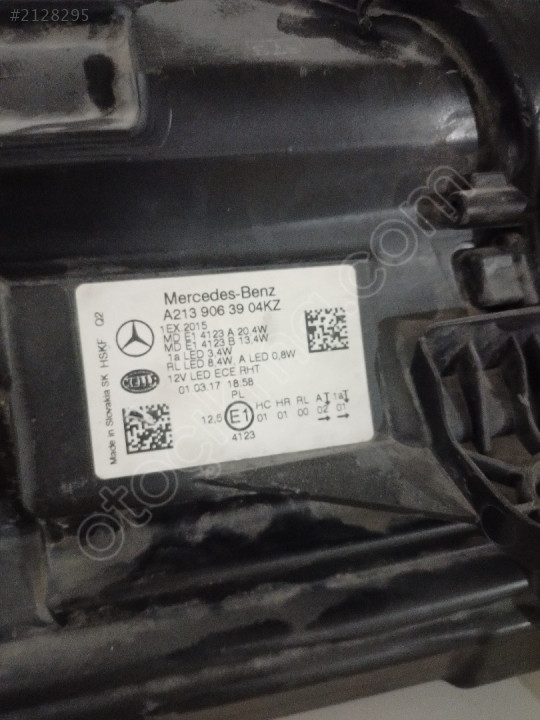 #2128295
Mercedes-Benz
A213 906 39 04KZ
1EX 2015
MD E1 4123 A 20,4W
MD E1 4123 B 13,4W
1a LED 3,4W
RL LED 8,4W, A LED 0,8W
12V LED ECE RHT
01.03.17 18:58
PL
12,5 E1 HC HR RL A 1a
01 01 00 02 01
4123
HELLA
Made in Slovakia SK HSKF Q2